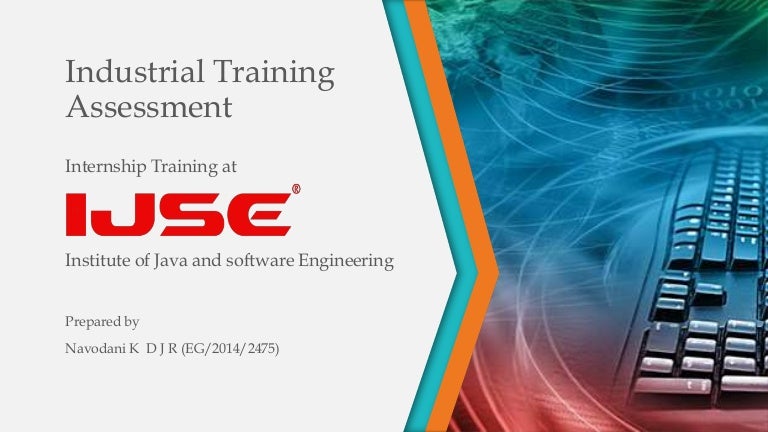 Industrial Training
Assessment
Internship Training at
IJSE®
Institute of Java and software Engineering
Prepared by
Navodani K D J R (EG/2014/2475)